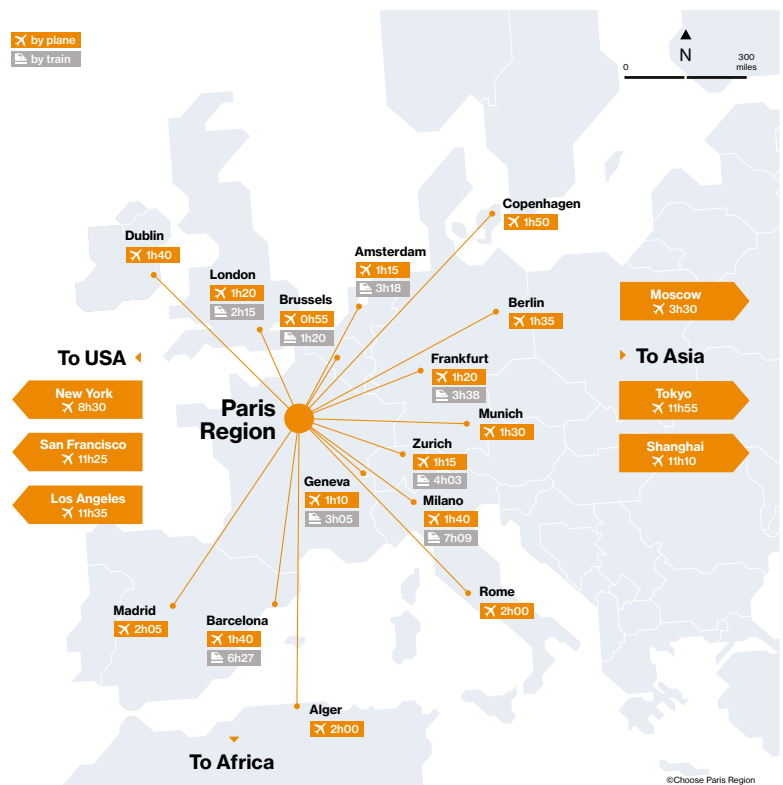 by plane
by train
N
0
300
miles
Copenhagen
1h50
Dublin
1h40
Amsterdam
1h15
3h18
London
1h20
2h15
Brussels
0h55
1h20
Berlin
1h35
Moscow
3h30
To USA
To Asia
Frankfurt
1h20
3h38
New York
8h30
Tokyo
11h55
Paris
Region
Munich
1h30
San Francisco
11h25
Shanghai
11h10
Zurich
1h15
4h03
Geneva
1h10
3h05
Los Angeles
11h35
Milano
1h40
7h09
Rome
2h00
Madrid
2h05
Barcelona
1h40
6h27
Alger
2h00
To Africa
©Choose Paris Region